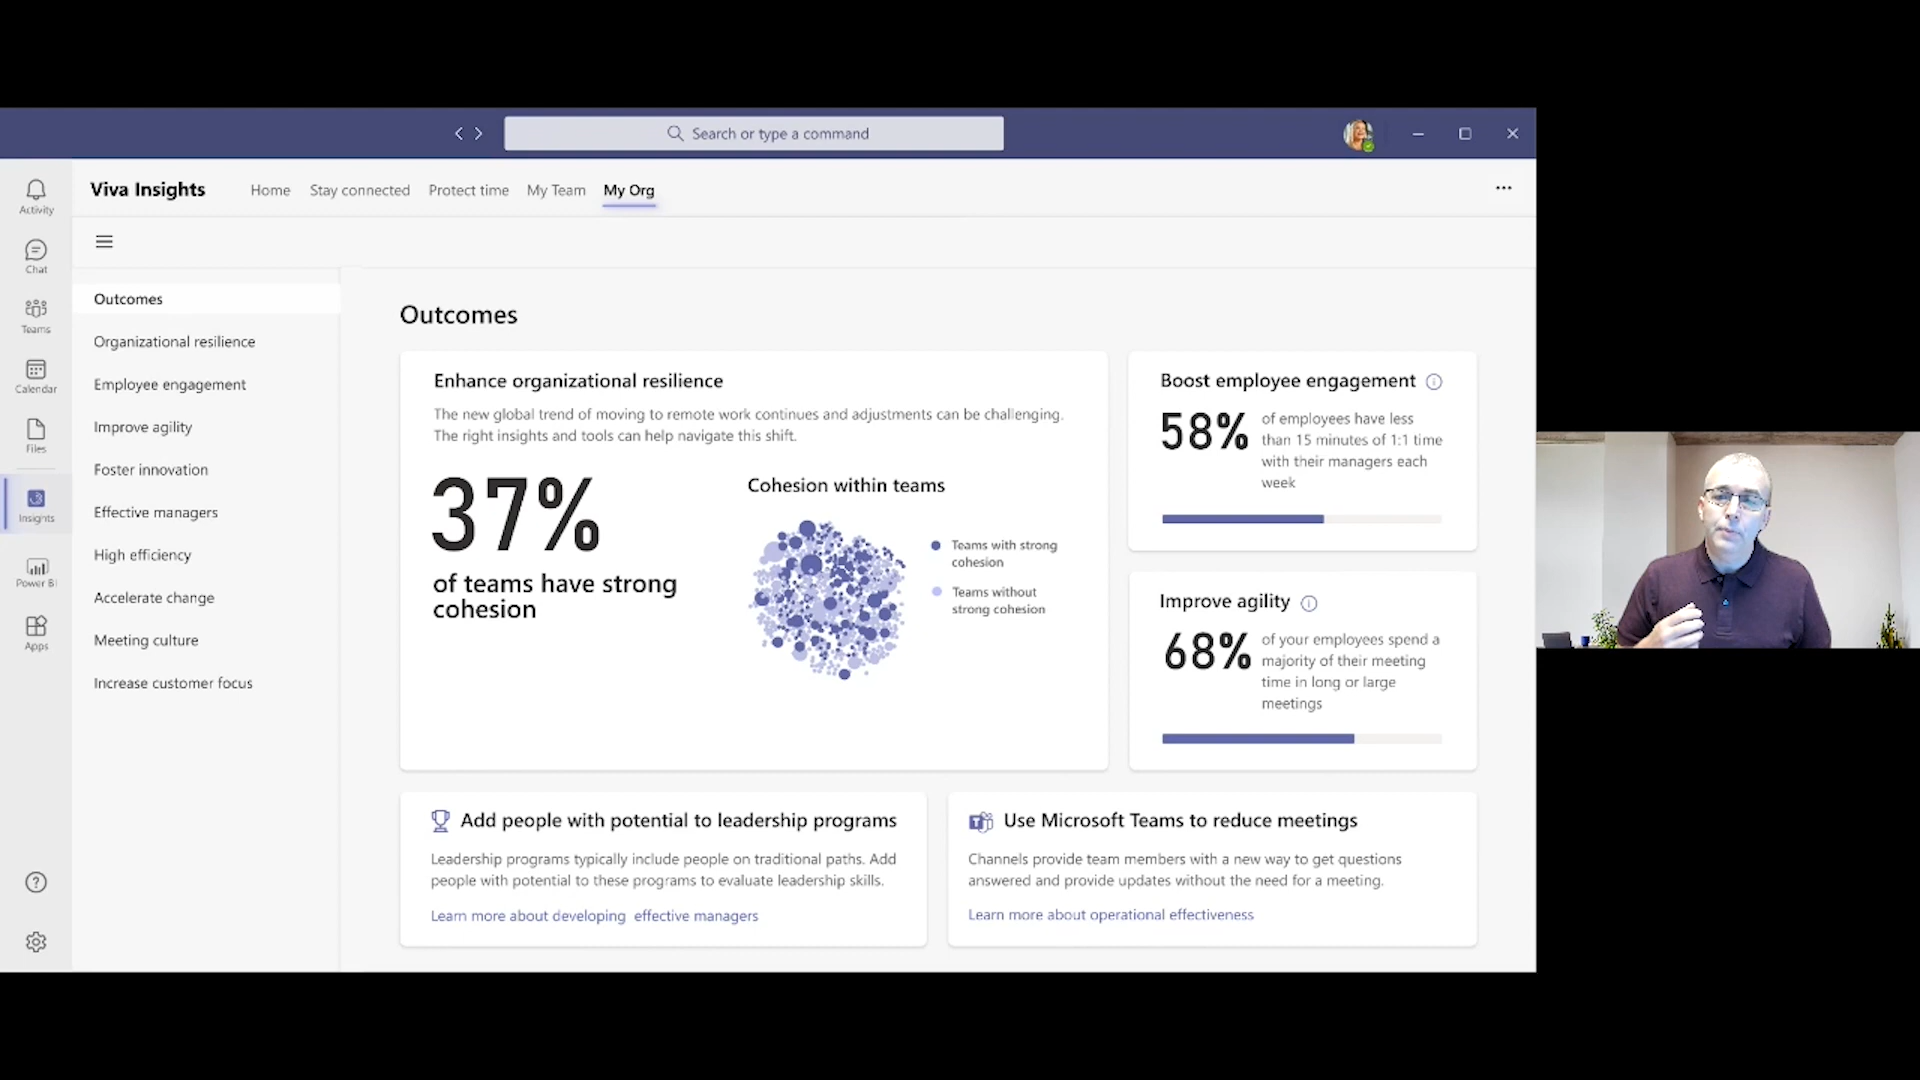 Search or type a command
Viva Insights
Home
Stay connected
Protect time
My Team
My Org
Activity
Chat
Teams
Calendar
Files
Insights
Power BI
Apps
Outcomes
Organizational resilience
Employee engagement
Improve agility
Foster innovation
Effective managers
High efficiency
Accelerate change
Meeting culture
Increase customer focus
Outcomes
Enhance organizational resilience
The new global trend of moving to remote work continues and adjustments can be challenging.
The right insights and tools can help navigate this shift.
37%
of teams have strong
cohesion
Cohesion within teams
Teams with strong
cohesion
Teams without
strong cohesion
Boost employee engagement
58%
of employees have less
than 15 minutes of 1:1 time
with their managers each
week
Improve agility
68%
of your employees spend a
majority of their meeting
time in long or large
meetings
Add people with potential to leadership programs
Leadership programs typically include people on traditional paths. Add
people with potential to these programs to evaluate leadership skills.
Learn more about developing effective managers
Use Microsoft Teams to reduce meetings
Channels provide team members with a new way to get questions
answered and provide updates without the need for a meeting.
Learn more about operational effectiveness